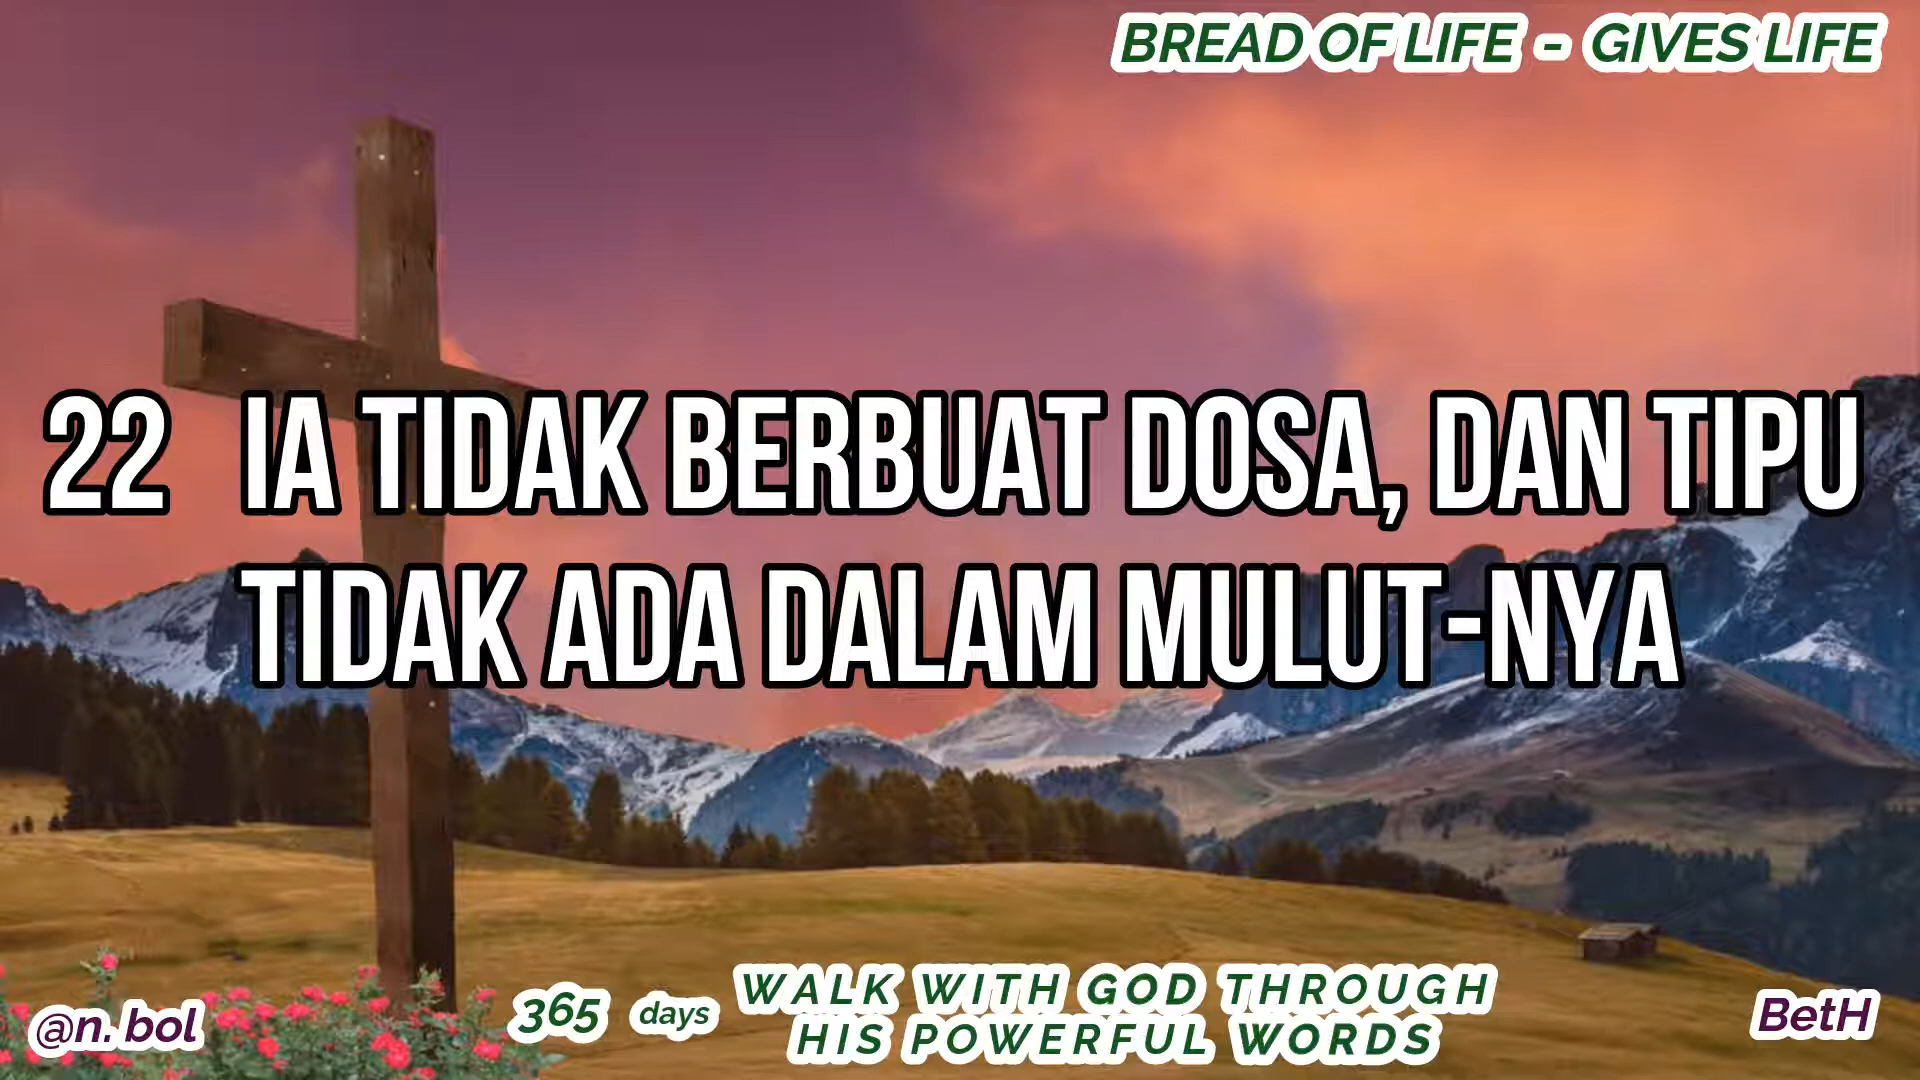 BREAD OF LIFE - GIVES LIFE
22 IA TIDAK BERBUAT DOSA, DAN TIPU
TIDAK ADA DALAM MULUT-NYA
@n.bol
365 days
WALK WITH GOD THROUGH
HIS POWERFUL WORDS
BetH